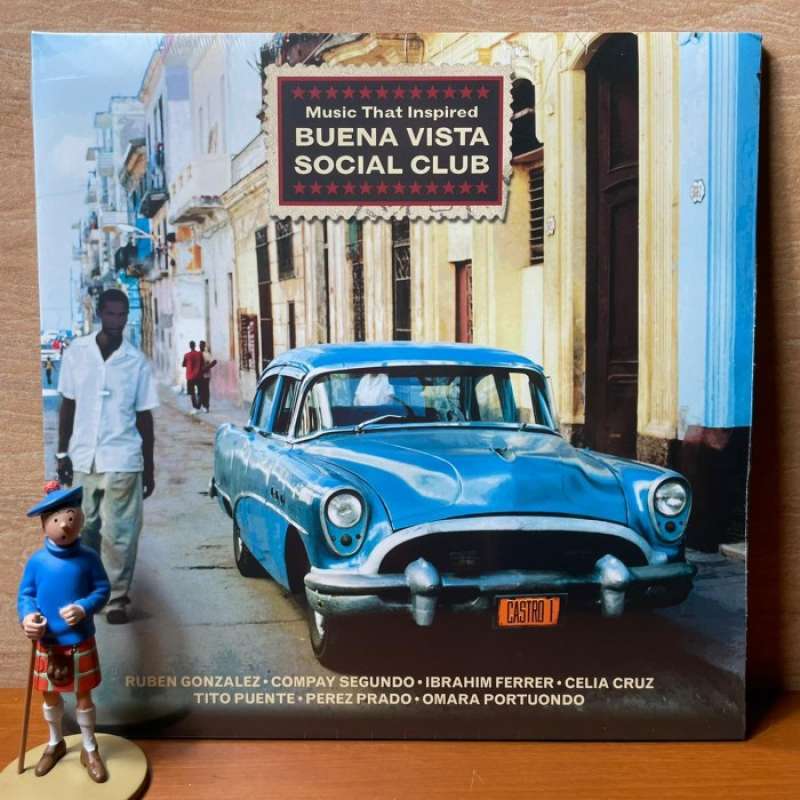 Music That Inspired
BUENA VISTA
SOCIAL CLUB
CASTRO 1
RUBEN GONZALEZ • COMPAY SEGUNDO • IBRAHIM FERRER • CELIA CRUZ
TITO PUENTE • PEREZ PRADO • OMARA PORTUONDO